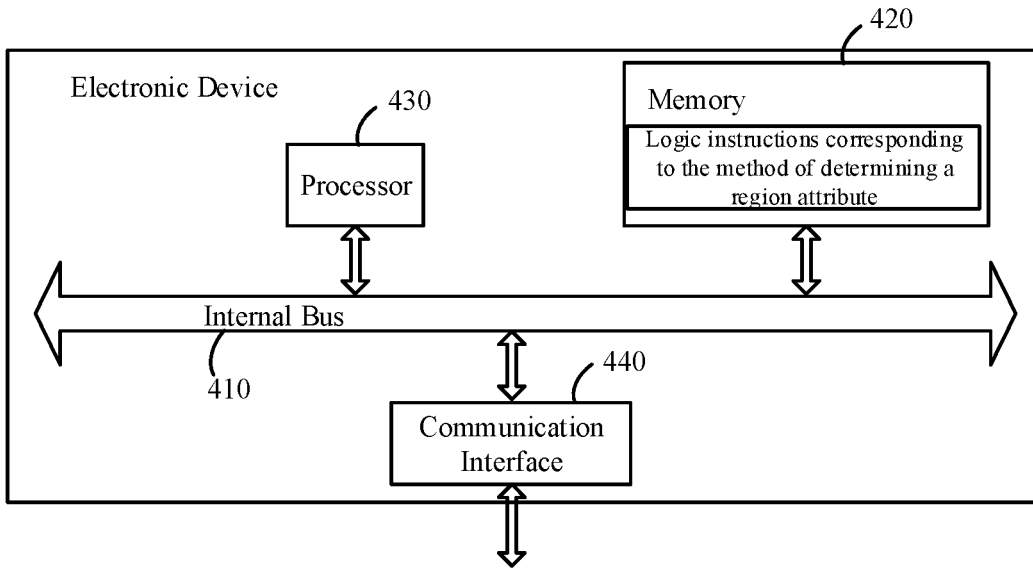 420
Electronic Device
430
Memory
Logic instructions corresponding
to the method of determining a
region attribute
Processor
Internal Bus
410
440
Communication
Interface